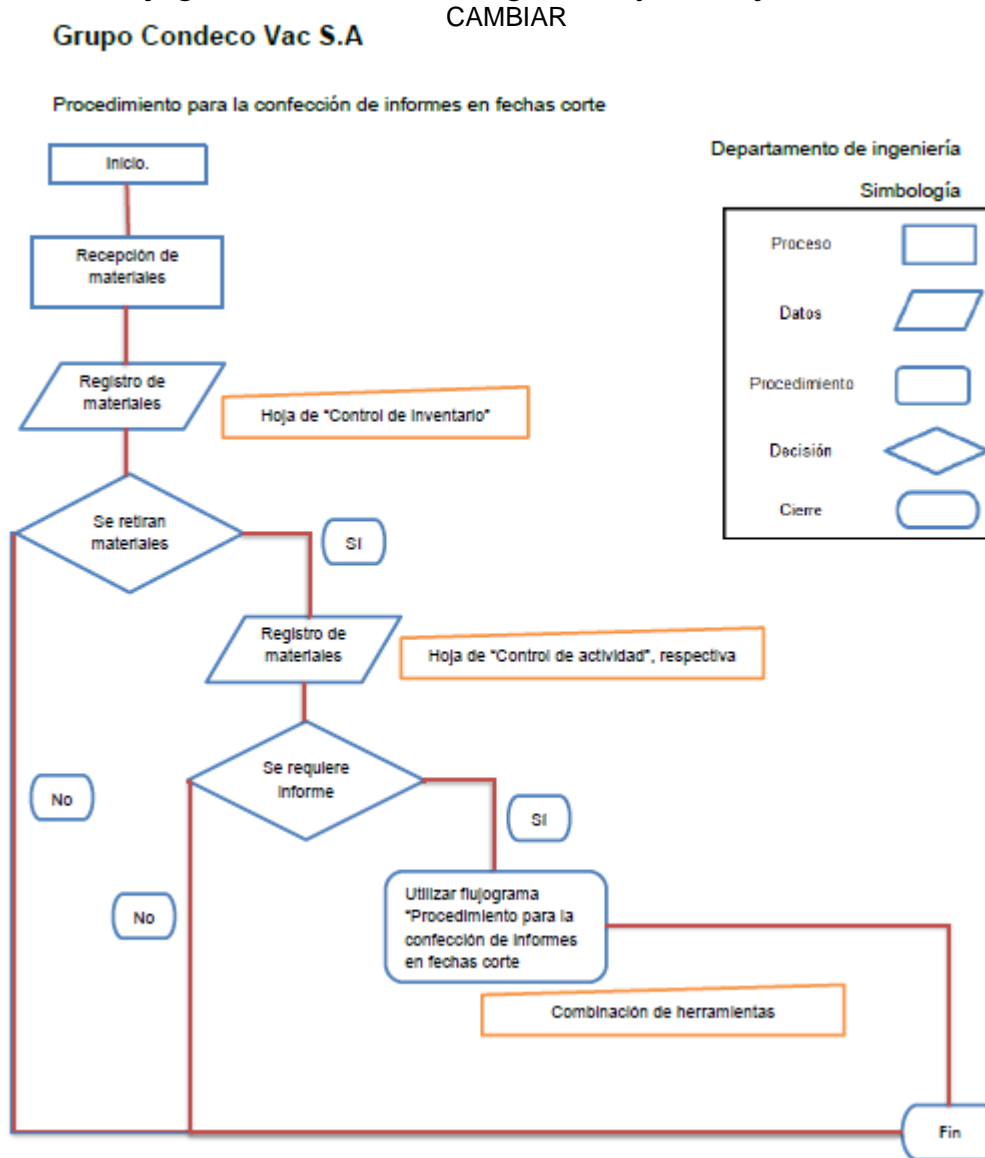 CAMBIAR
Grupo Condeco Vac S.A
Procedimiento para la confección de informes en fechas corte
Departamento de ingeniería
Simbología
Proceso
Datos
Procedimiento
Decisión
Cierre
Inicio.
Recepción de
materiales
Registro de
materiales
Hoja de "Control de Inventario"
Se retiran
materiales
Sí
Registro de
materiales
Hoja de "Control de actividad", respectiva
Se requiere
Informe
No
Sí
No
Utilizar flujograma
"Procedimiento para la
confección de Informes
en fechas corte
Combinación de herramientas
Fin